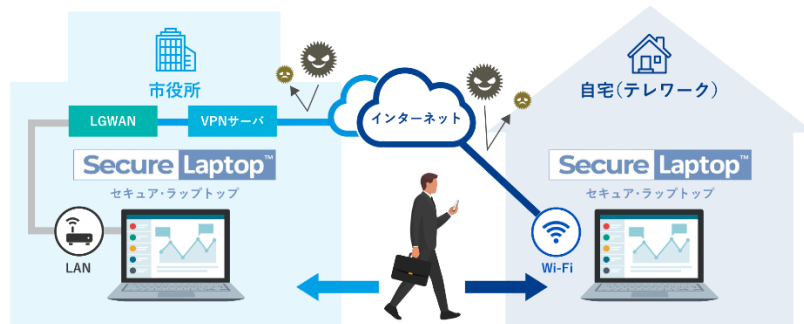 市役所
自宅(テレワーク)
LGWAN
VPNサーバ
インターネット
Secure Laptop™
セキュア・ラップトップ
Secure Laptop™
セキュア・ラップトップ
LAN
Wi-Fi